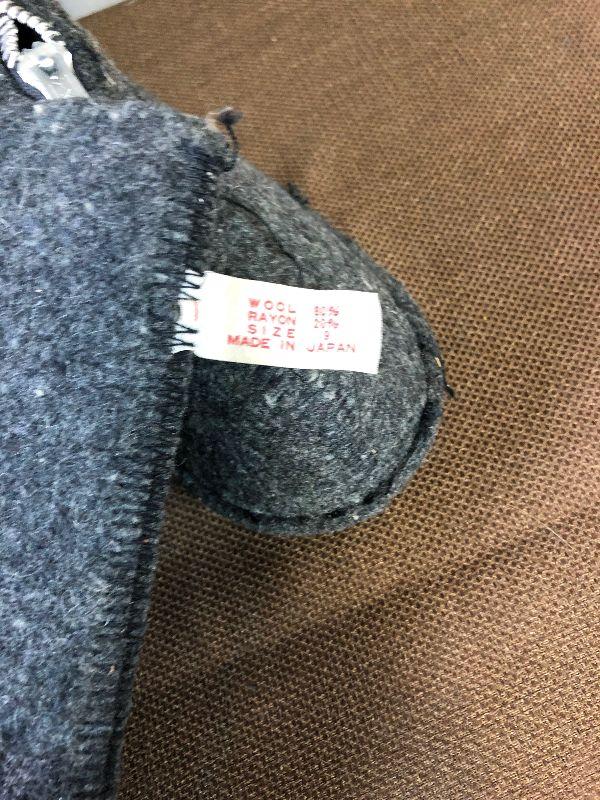 WOOL 80%
RAYON 20%
SIZE 9
MADE IN JAPAN